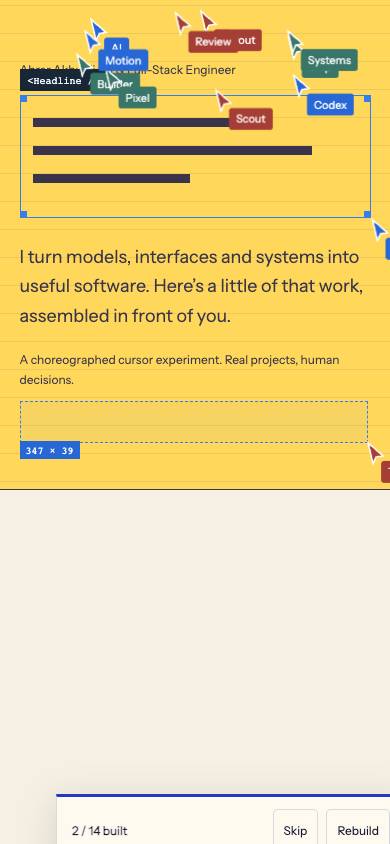 AI
Motion
Review
out
Systems
Stack Engineer
<Headline
Builder
Pixel
Codex
Scout
I turn models, interfaces and systems into
useful software. Here's a little of that work,
assembled in front of you.
A choreographed cursor experiment. Real projects, human
decisions.
347 × 39
2 / 14 built
Skip
Rebuild